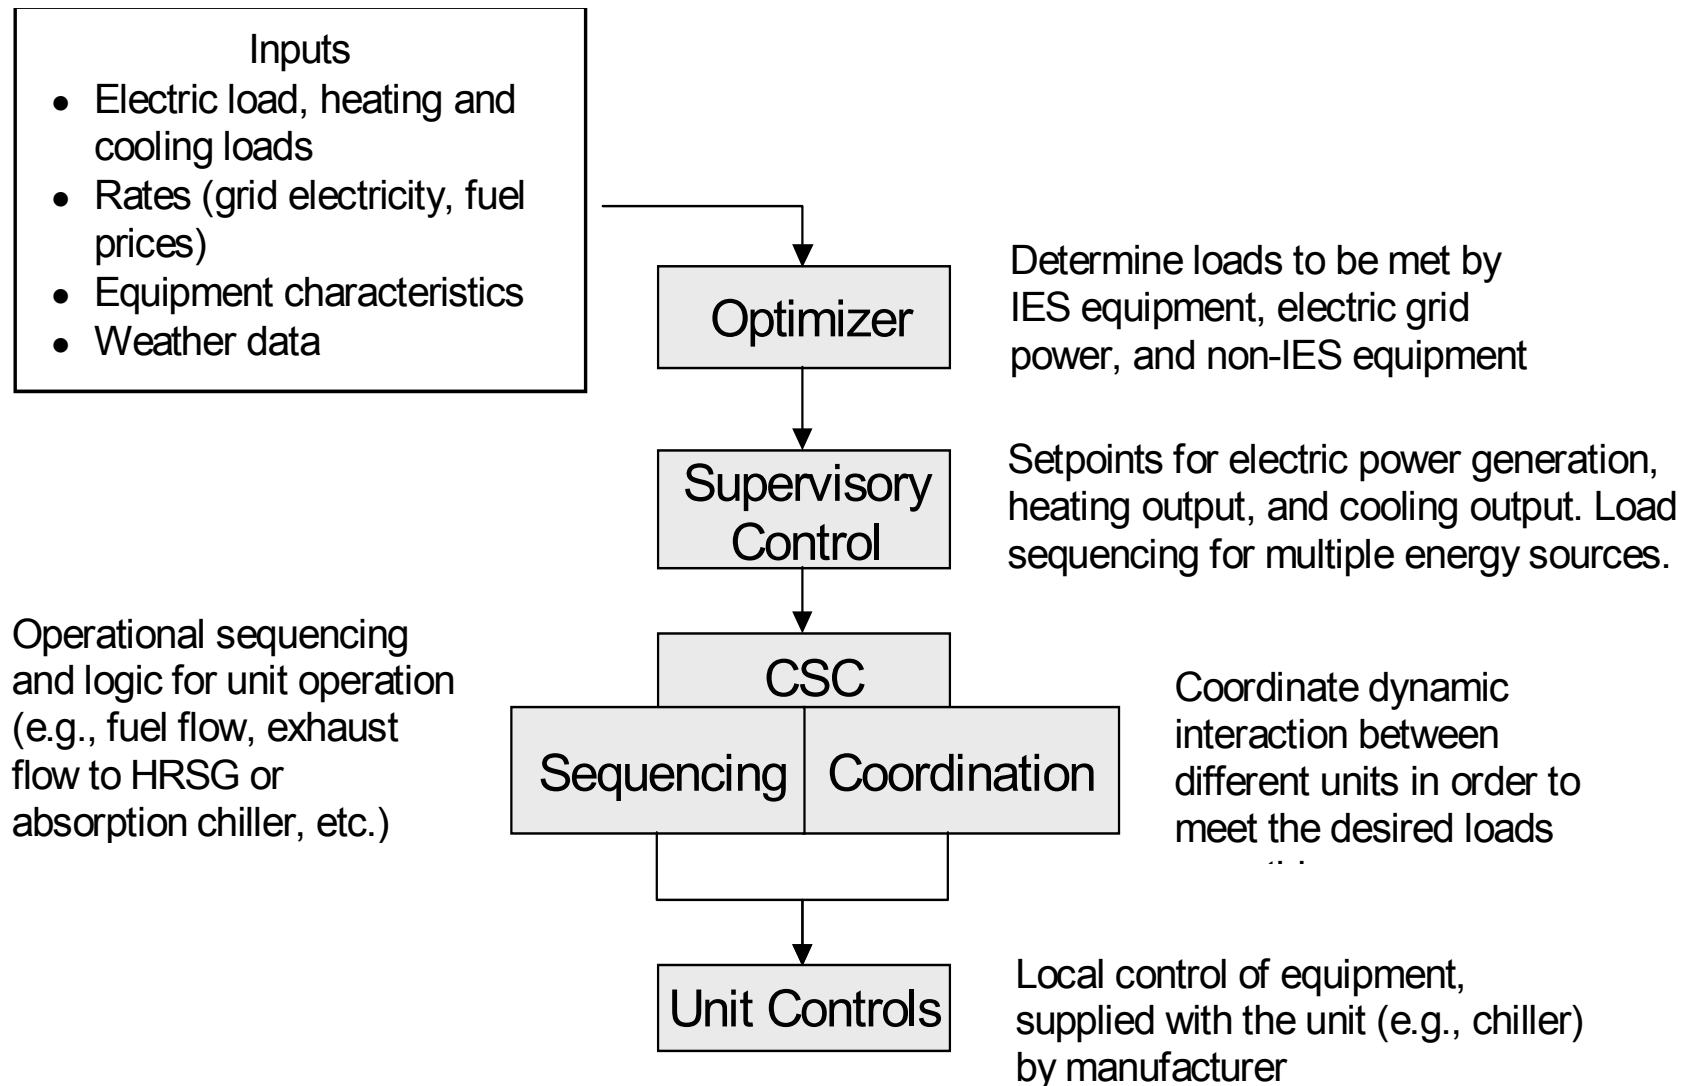 Inputs
• Electric load, heating and
cooling loads
• Rates (grid electricity, fuel
prices)
• Equipment characteristics
• Weather data
Optimizer
Determine loads to be met by
IES equipment, electric grid
power, and non-IES equipment
Supervisory
Control
Setpoints for electric power generation,
heating output, and cooling output. Load
sequencing for multiple energy sources.
CSC
Operational sequencing
and logic for unit operation
(e.g., fuel flow, exhaust
flow to HRSG or
absorption chiller, etc.)
Sequencing
Coordination
Coordinate dynamic
interaction between
different units in order to
meet the desired loads
Unit Controls
Local control of equipment,
supplied with the unit (e.g., chiller)
by manufacturer